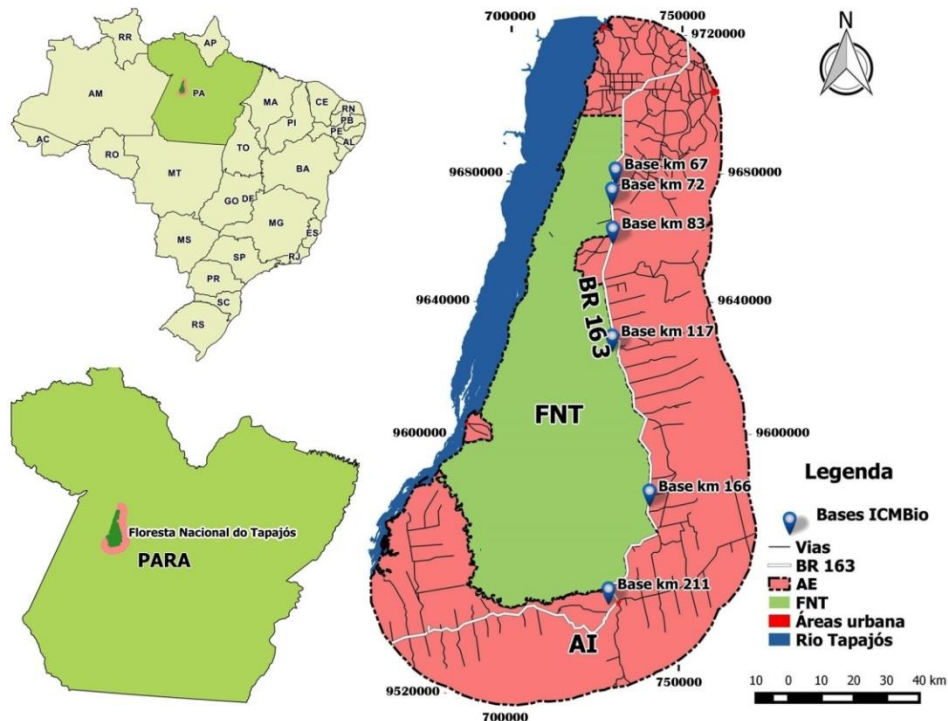 RR
AP
AM
PA
MA
CE
RN
PB
PE
AL
PI
AC
RO
TO
BA
MT
GO
DF
MG
ES
MS
SP
RJ
PR
SC
RS
Floresta Nacional do Tapajós
PARA
700000
750000
9720000
N
Base km 67
9680000
9680000
Base km 72
Base km 83
BR 163
9640000
9640000
Base km 117
FNT
9600000
9600000
Base km 166
Base km 211
AI
9520000
750000
700000
Legenda
Bases ICMBio
Vias
BR 163
AE
FNT
Áreas urbana
Rio Tapajós
10 0 10 20 30 40 km